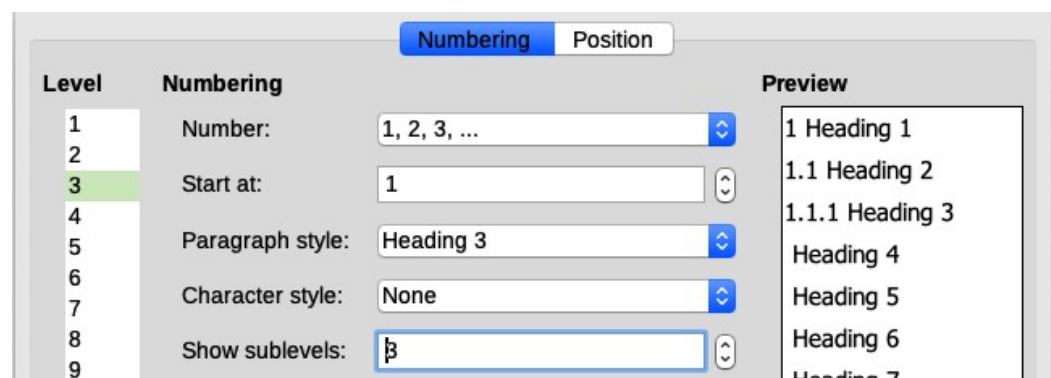 Numbering Position
Level Numbering Preview
1
2
3
4
5
6
7
8
9
Number: 1, 2, 3, ...
Start at: 1
Paragraph style: Heading 3
Character style: None
Show sublevels: 3
1 Heading 1
1.1 Heading 2
1.1.1 Heading 3
Heading 4
Heading 5
Heading 6
Heading 7